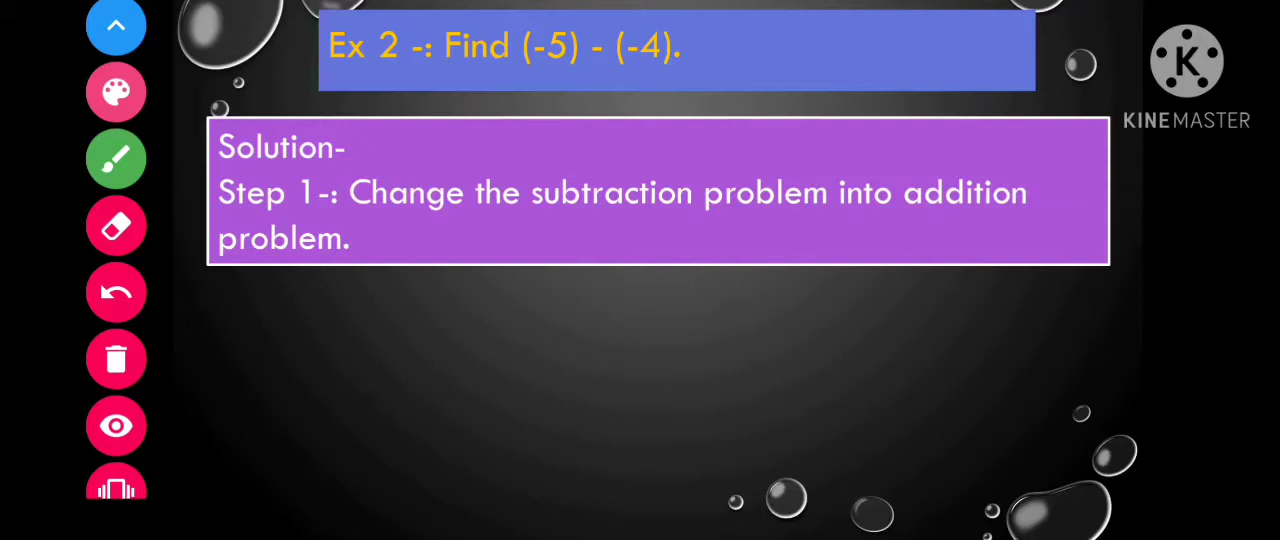 Ex 2 -: Find (-5) - (-4).
K
KINEMASTER
Solution-
Step 1-: Change the subtraction problem into addition
problem.